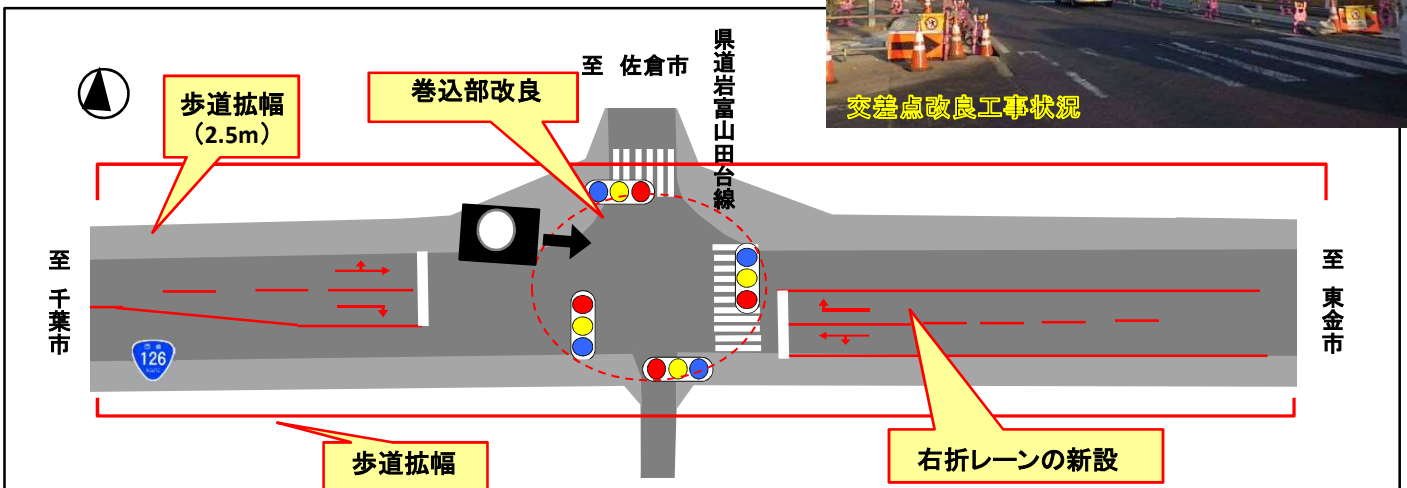 交差点改良工事状況
至 佐倉市
県道岩富山田台線
巻込部改良
歩道拡幅
（2.5m）
至 千葉市
至 東金市
126
歩道拡幅
右折レーンの新設